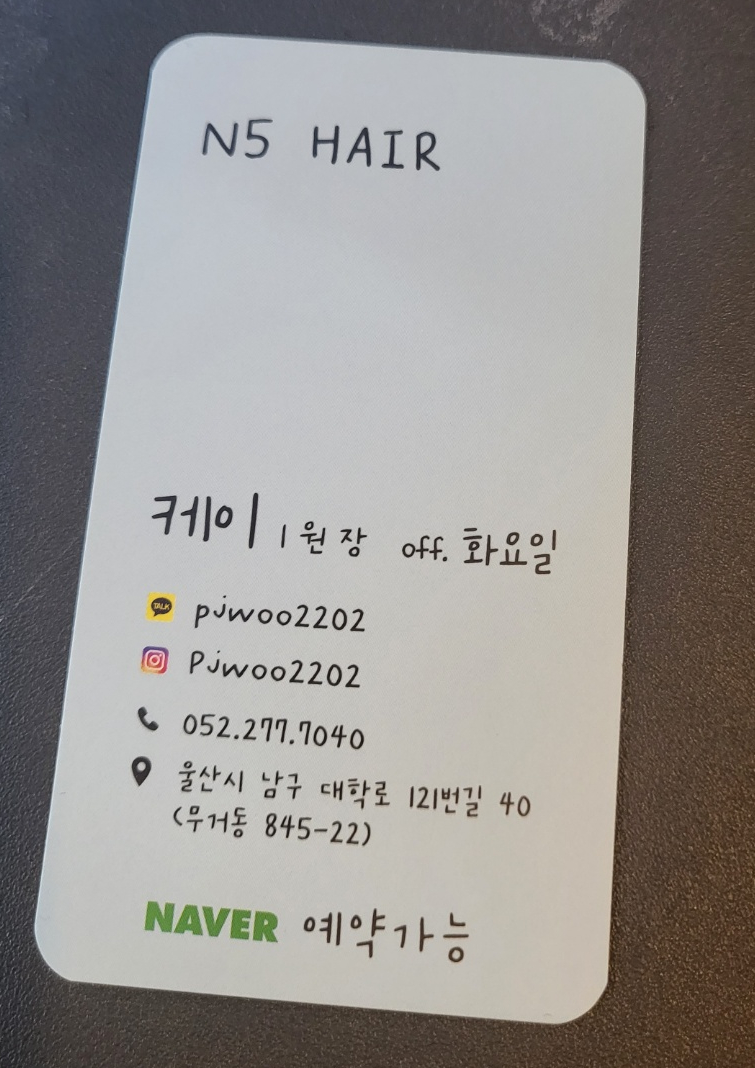 N5 HAIR
케이 | 원장 off. 화요일
TALK pjwoo2202
Pjwoo2202
052.277.7040
울산시 남구 대학로 121번길 40
(무거동 845-22)
NAVER 예약가능